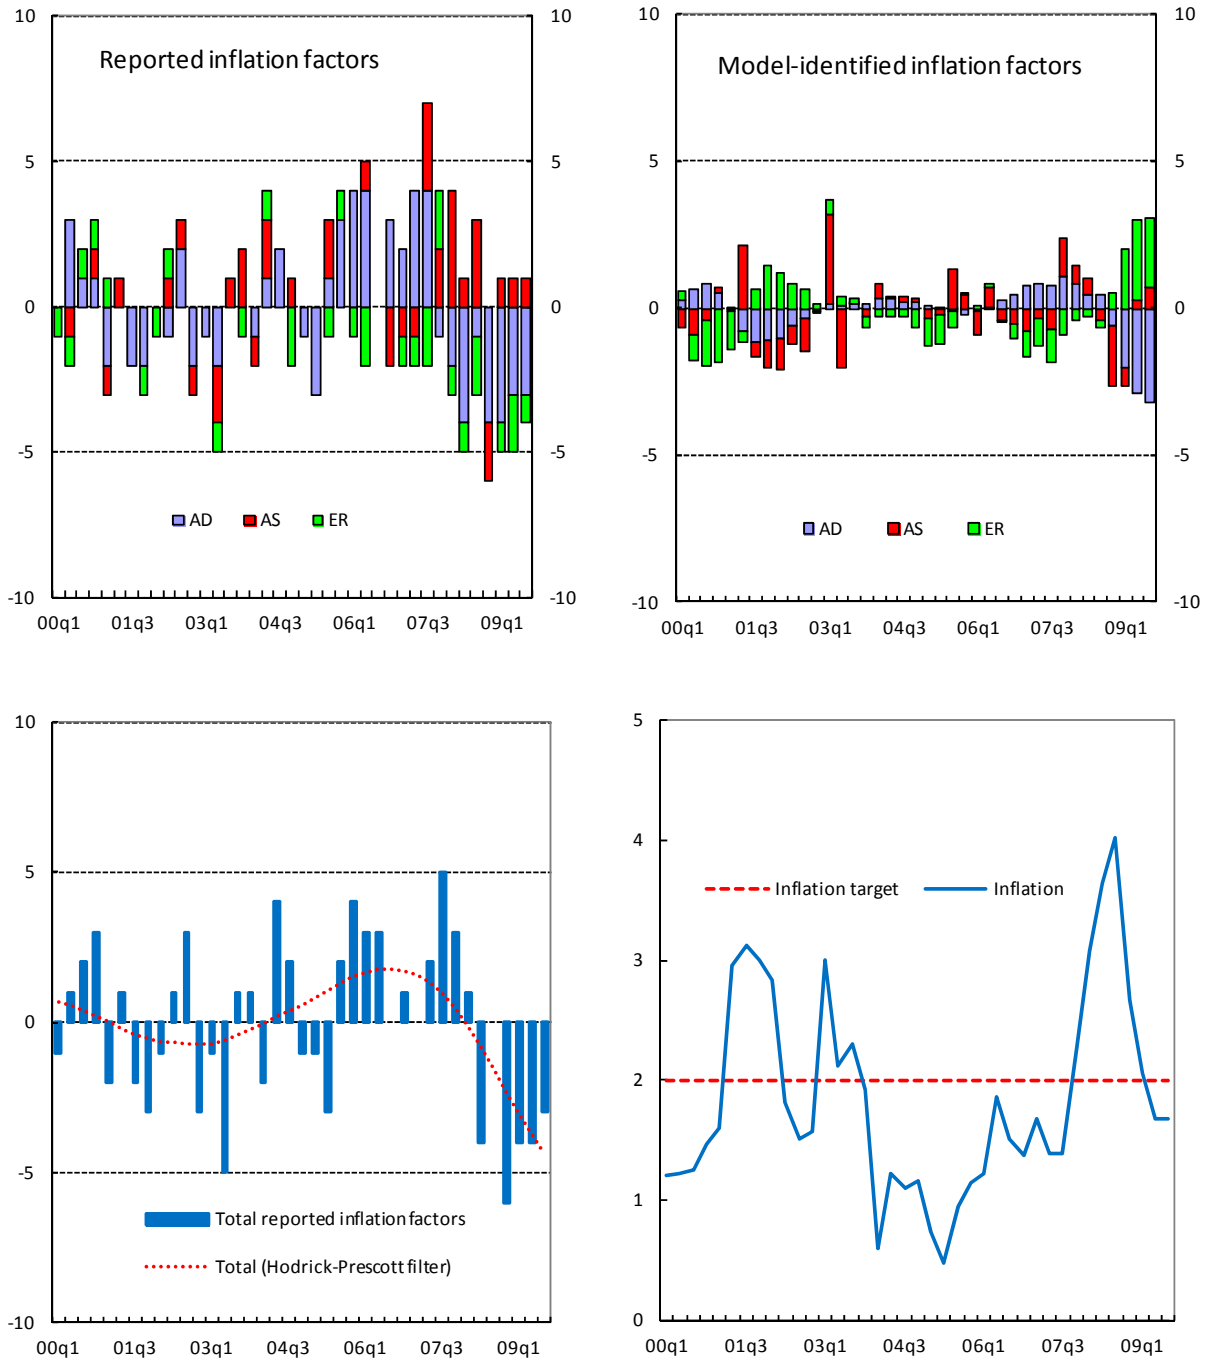 Reported inflation factors
10
5
0
-5
-10
10
5
0
-5
-10
AD AS ER
00q1 01q3 03q1 04q3 06q1 07q3 09q1
Model-identified inflation factors
10
5
0
-5
-10
10
5
0
-5
-10
AD AS ER
00q1 01q3 03q1 04q3 06q1 07q3 09q1
10
5
0
-5
-10
Total reported inflation factors
Total (Hodrick-Prescott filter)
00q1 01q3 03q1 04q3 06q1 07q3 09q1
5
4
3
2
1
0
Inflation target Inflation
00q1 01q3 03q1 04q3 06q1 07q3 09q1